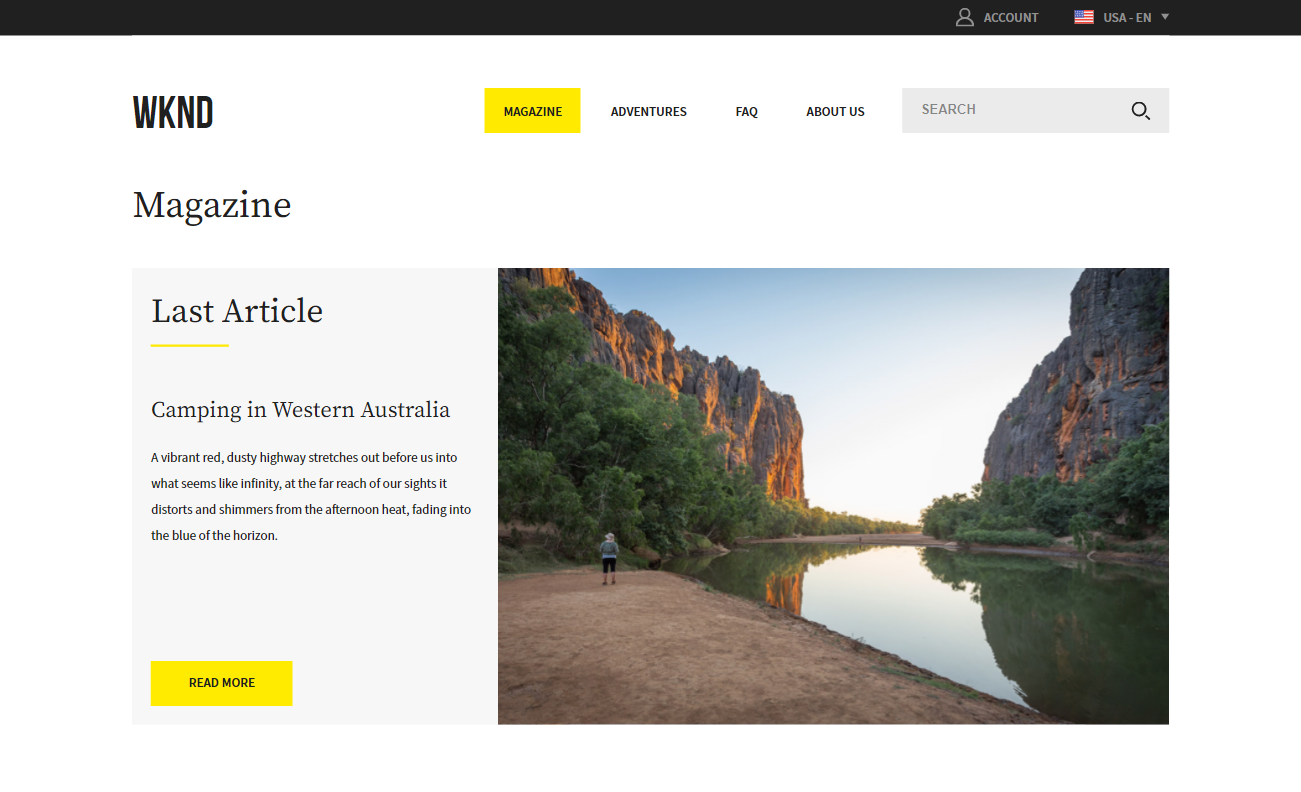 ACCOUNT
USA - EN
WKND
MAGAZINE
ADVENTURES
FAQ
ABOUT US
SEARCH
Magazine
Last Article
Camping in Western Australia
A vibrant red, dusty highway stretches out before us into
what seems like infinity, at the far reach of our sights it
distorts and shimmers from the afternoon heat, fading into
the blue of the horizon.
READ MORE